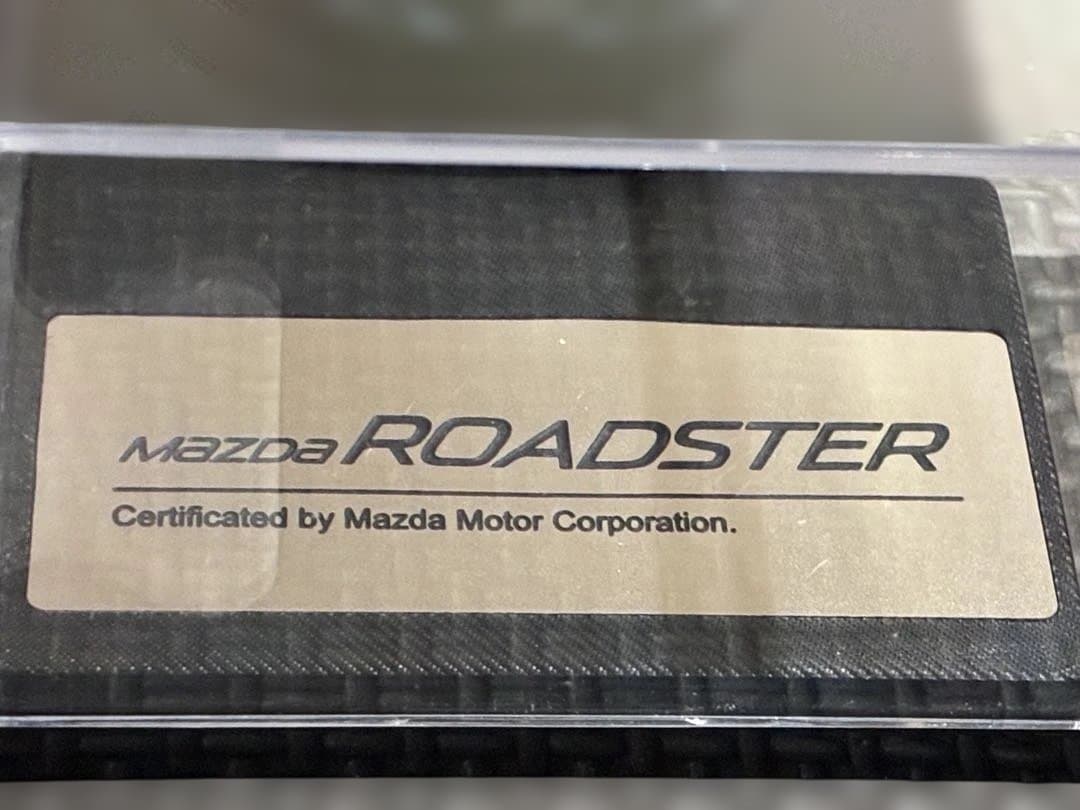 mazDa ROADSTER
Certificated by Mazda Motor Corporation.